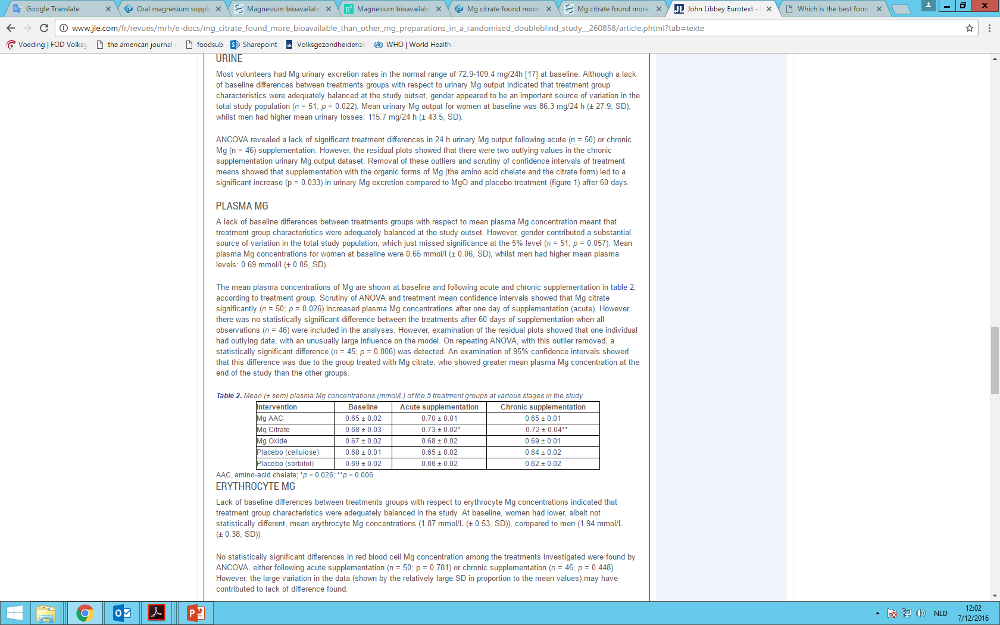 Google Translate
Oral magnesium supple
Magnesium bioavailabi
Magnesium bioavailabi
Mg citrate found more
Mg citrate found more
John Libbey Eurotext -
Which is the best form
www.jle.com/fr/revues/mrh/e-docs/mg_citrate_found_more_bioavailable_than_other_mg_preparations_in_a_randomised_doubleblind_study__260858/article.phtml?tab=texte
Voeding | FOD Volksg
the american journal
foodsub
Sharepoint
Volksgezondheidenzo
WHO | World Health
URINE
Most volunteers had Mg urinary excretion rates in the normal range of 72.9-109.4 mg/24h [17] at baseline. Although a lack
of baseline differences between treatments groups with respect to urinary Mg output indicated that treatment group
characteristics were adequately balanced at the study outset, gender appeared to be an important source of variation in the
total study population (n = 51; p = 0.022). Mean urinary Mg output for women at baseline was 86.3 mg/24 h (± 27.9, SD),
whilst men had higher mean urinary losses: 115.7 mg/24 h (± 43.5, SD).
ANCOVA revealed a lack of significant treatment differences in 24 h urinary Mg output following acute (n = 50) or chronic
Mg (n = 46) supplementation. However, the residual plots showed that there were two outlying values in the chronic
supplementation urinary Mg output dataset. Removal of these outliers and scrutiny of confidence intervals of treatment
means showed that supplementation with the organic forms of Mg (the amino acid chelate and the citrate form) led to a
significant increase (p = 0.033) in urinary Mg excretion compared to MgO and placebo treatment (figure 1) after 60 days.
PLASMA MG
A lack of baseline differences between treatments groups with respect to mean plasma Mg concentration meant that
treatment group characteristics were adequately balanced at the study outset. However, gender contributed a substantial
source of variation in the total study population, which just missed significance at the 5% level (n = 51; p = 0.057). Mean
plasma Mg concentrations for women at baseline were 0.65 mmol/l (± 0.06, SD), whilst men had higher mean plasma
levels: 0.69 mmol/l (± 0.05, SD).
The mean plasma concentrations of Mg are shown at baseline and following acute and chronic supplementation in table 2,
according to treatment group. Scrutiny of ANOVA and treatment mean confidence intervals showed that Mg citrate
significantly (n = 50; p = 0.026) increased plasma Mg concentrations after one day of supplementation (acute). However,
there was no statistically significant difference between the treatments after 60 days of supplementation when all
observations (n = 46) were included in the analyses. However, examination of the residual plots showed that one individual
had outlying data, with an unusually large influence on the model. On repeating ANOVA, with this outlier removed, a
statistically significant difference (n = 45; p = 0.006) was detected. An examination of 95% confidence intervals showed
that this difference was due to the group treated with Mg citrate, who showed greater mean plasma Mg concentration at the
end of the study than the other groups.
Table 2. Mean (± sem) plasma Mg concentrations (mmol/L) of the 5 treatment groups at various stages in the study
Intervention Baseline Acute supplementation Chronic supplementation
Mg AAC 0.65 ± 0.02 0.70 ± 0.01 0.65 ± 0.01
Mg Citrate 0.68 ± 0.03 0.73 ± 0.02* 0.72 ± 0.04**
Mg Oxide 0.67 ± 0.02 0.68 ± 0.02 0.69 ± 0.01
Placebo (cellulose) 0.68 ± 0.01 0.65 ± 0.02 0.64 ± 0.02
Placebo (sorbitol) 0.69 ± 0.02 0.66 ± 0.02 0.62 ± 0.02
AAC, amino-acid chelate; *p = 0.026; **p = 0.006.
ERYTHROCYTE MG
Lack of baseline differences between treatments groups with respect to erythrocyte Mg concentrations indicated that
treatment group characteristics were adequately balanced in the study. At baseline, women had lower, albeit not
statistically different, mean erythrocyte Mg concentrations (1.87 mmol/L (± 0.53, SD)), compared to men (1.94 mmol/L
(± 0.38, SD)).
No statistically significant differences in red blood cell Mg concentration among the treatments investigated were found by
ANCOVA, either following acute supplementation (n = 50; p = 0.781) or chronic supplementation (n = 46; p = 0.448).
However, the large variation in the data (shown by the relatively large SD in proportion to the mean values) may have
contributed to lack of difference found.
NLD
12:02
7/12/2016